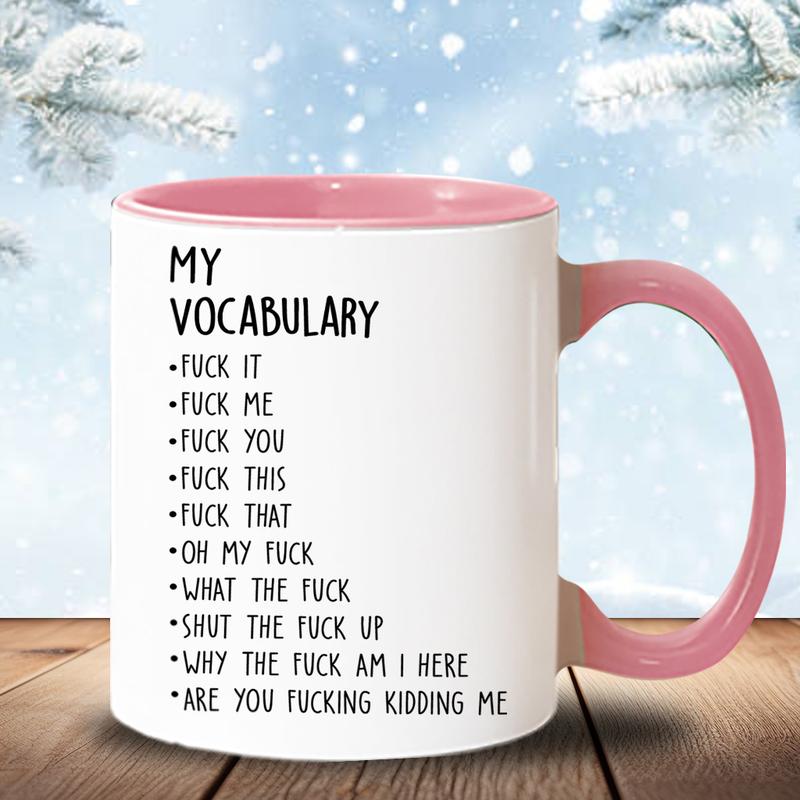 MY
VOCABULARY
•FUCK IT
•FUCK ME
•FUCK YOU
•FUCK THIS
•FUCK THAT
•OH MY FUCK
•WHAT THE FUCK
•SHUT THE FUCK UP
•WHY THE FUCK AM I HERE
•ARE YOU FUCKING KIDDING ME